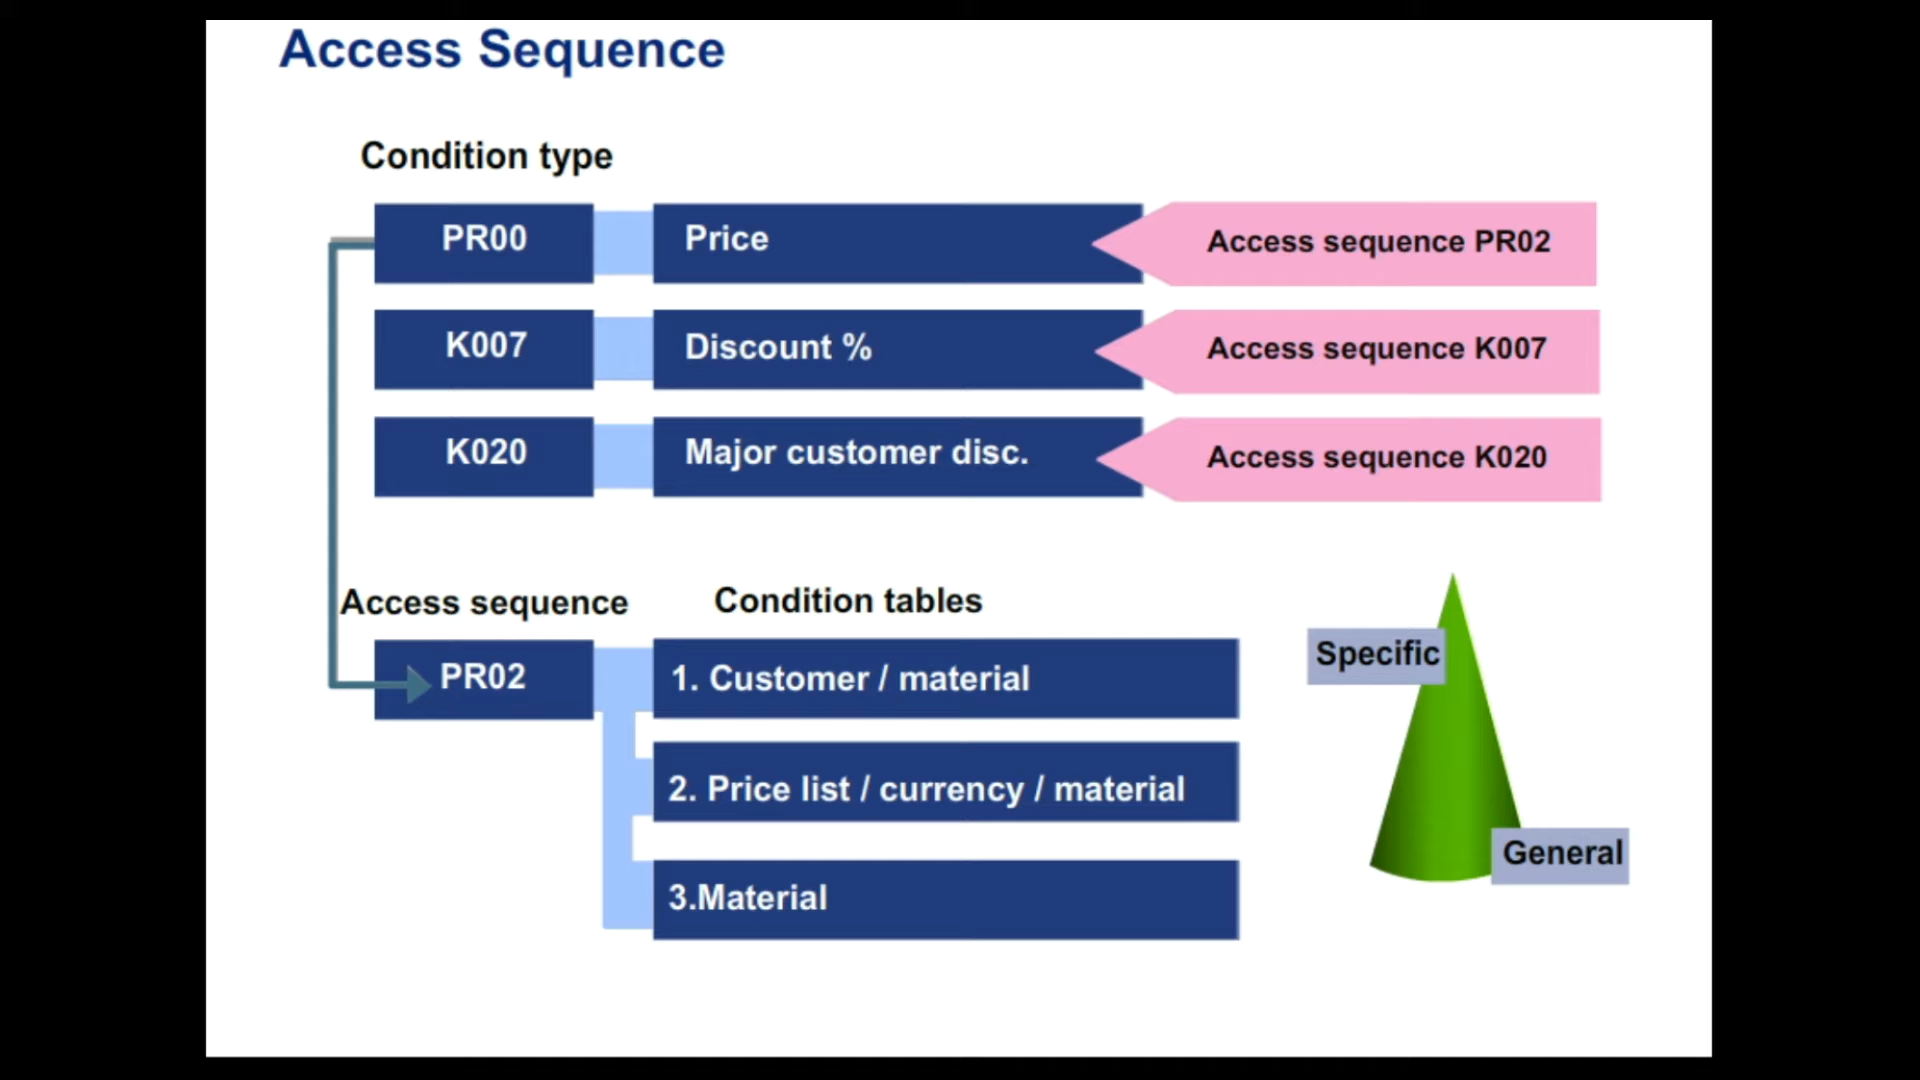 Access Sequence
Condition type
PR00 Price Access sequence PR02
K007 Discount % Access sequence K007
K020 Major customer disc. Access sequence K020
Access sequence Condition tables
PR02 1. Customer / material
Specific
2. Price list / currency / material
General
3.Material